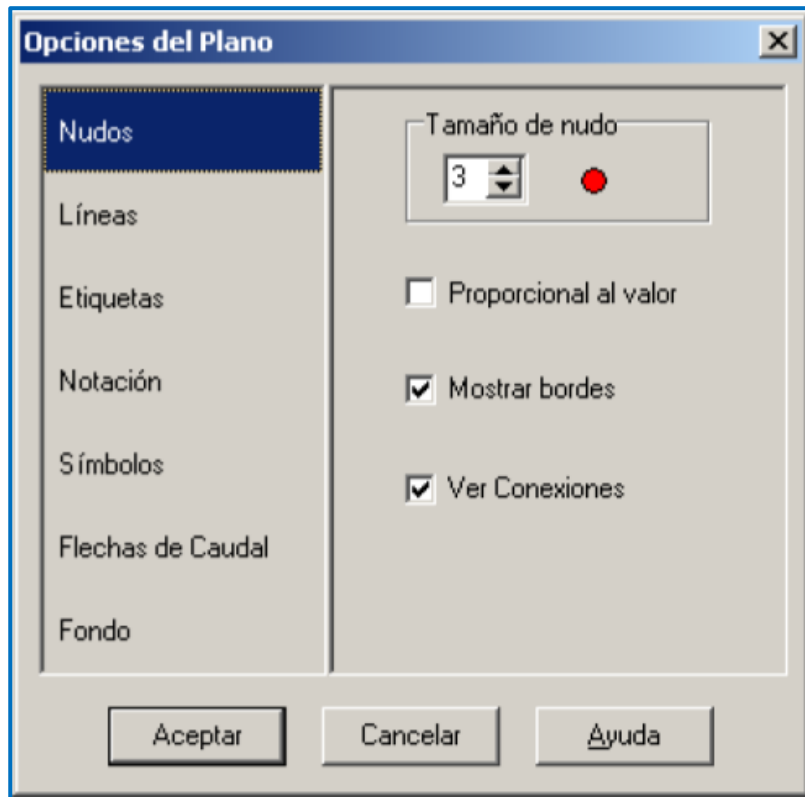 Opciones del Plano
Nudos
Líneas
Etiquetas
Notación
Símbolos
Flechas de Caudal
Fondo
Tamaño de nudo
3
Proporcional al valor
Mostrar bordes
Ver Conexiones
Aceptar
Cancelar
Ayuda